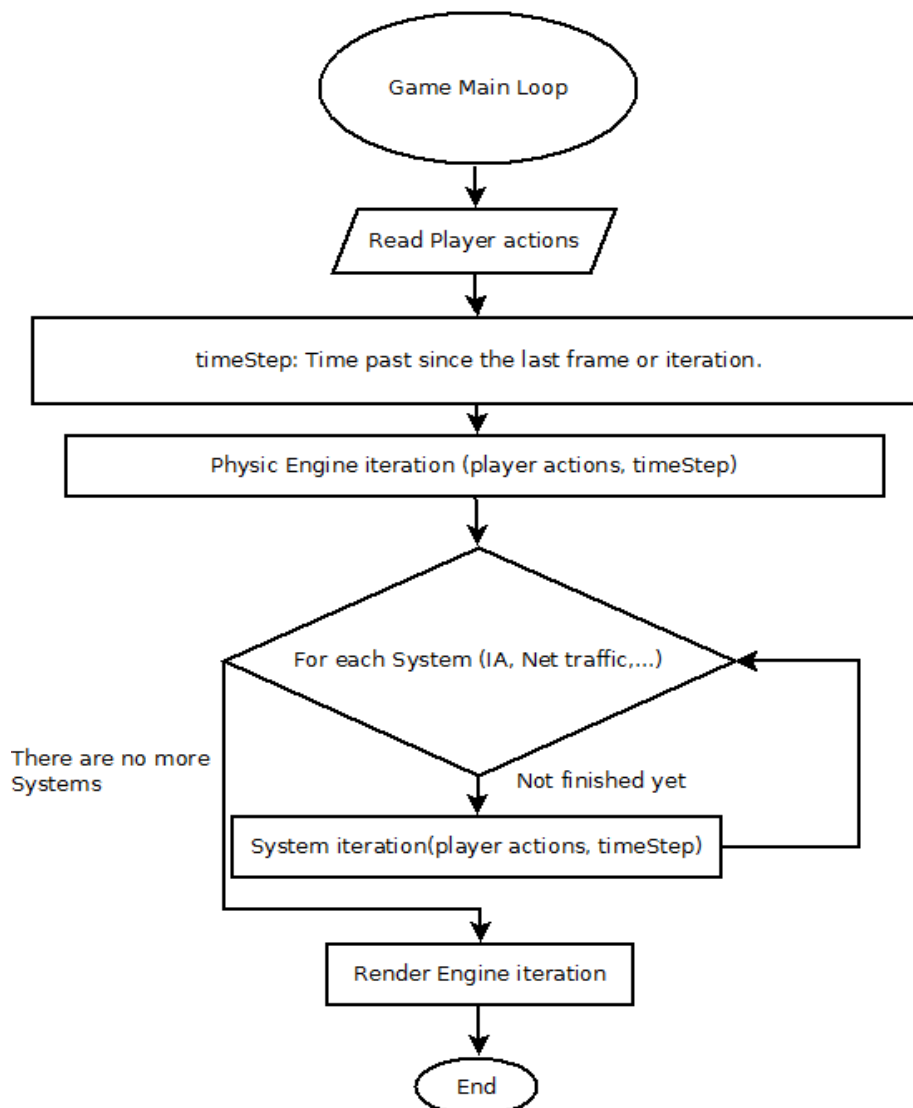 Game Main Loop
Read Player actions
timeStep: Time past since the last frame or iteration.
Physic Engine iteration (player actions, timeStep)
For each System (IA, Net traffic,...)
There are no more
Systems
Not finished yet
System iteration(player actions, timeStep)
Render Engine iteration
End